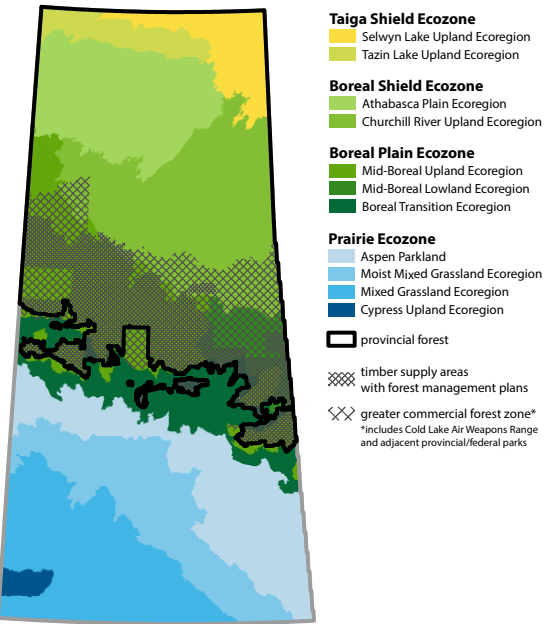 Taiga Shield Ecozone
Selwyn Lake Upland Ecoregion
Tazin Lake Upland Ecoregion
Boreal Shield Ecozone
Athabasca Plain Ecoregion
Churchill River Upland Ecoregion
Boreal Plain Ecozone
Mid-Boreal Upland Ecoregion
Mid-Boreal Lowland Ecoregion
Boreal Transition Ecoregion
Prairie Ecozone
Aspen Parkland
Moist Mixed Grassland Ecoregion
Mixed Grassland Ecoregion
Cypress Upland Ecoregion
provincial forest
timber supply areas
with forest management plans
greater commercial forest zone*
*includes Cold Lake Air Weapons Range
and adjacent provincial/federal parks